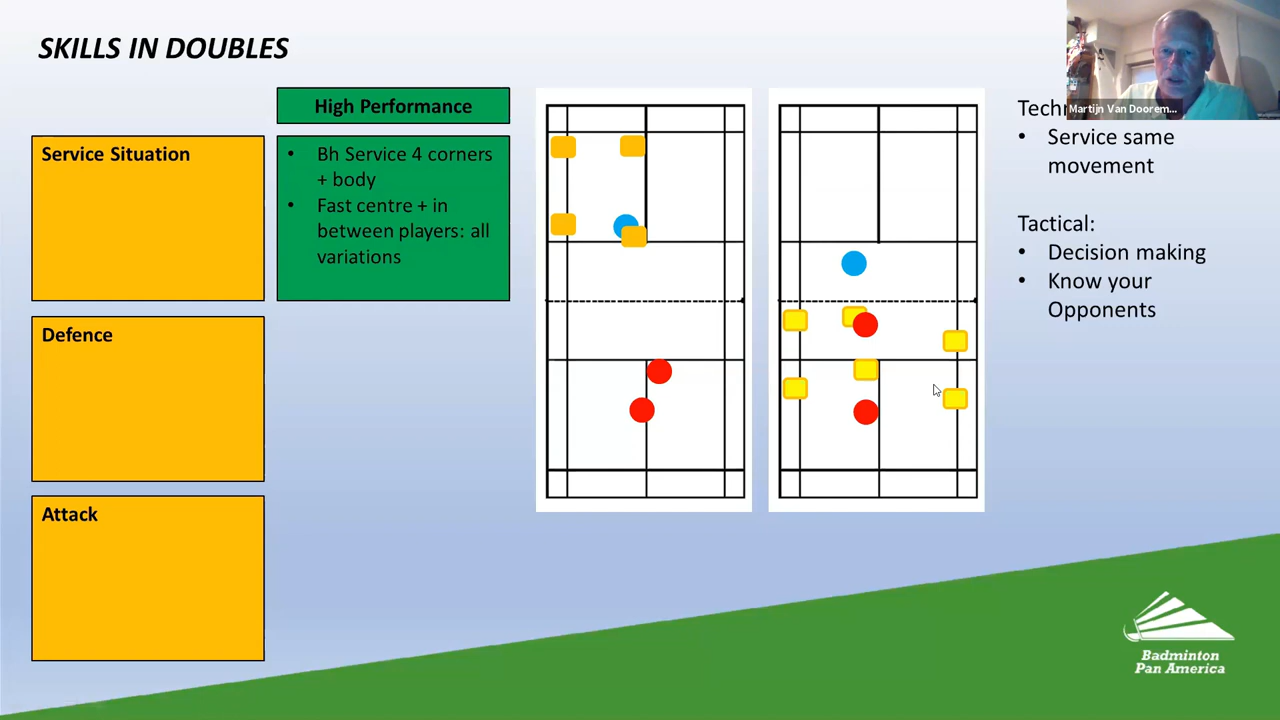 SKILLS IN DOUBLES
High Performance
Service Situation
• Bh Service 4 corners
+ body
• Fast centre + in
between players: all
variations
Defence
Attack
Martijn Van Doorem...
• Service same
movement
Tactical:
• Decision making
• Know your
Opponents
Badminton
Pan America